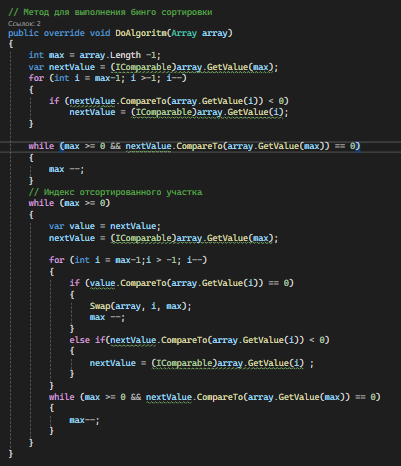 // Метод для выполнения бинго сортировки
Ссылок: 2
public override void DoAlgoritm(Array array)
{
int max = array.Length -1;
var nextValue = (IComparable)array.GetValue(max);
for (int i = max-1; i >-1; i--)
{
if (nextValue.CompareTo(array.GetValue(i)) < 0)
nextValue = (IComparable)array.GetValue(i);
}
while (max >= 0 && nextValue.CompareTo(array.GetValue(max)) == 0)
{
max --;
}
// Индекс отсортированного участка
while (max >= 0)
{
var value = nextValue;
nextValue = (IComparable)array.GetValue(max);
for (int i = max-1;i > -1; i--)
{
if (value.CompareTo(array.GetValue(i)) == 0)
{
Swap(array, i, max);
max --;
}
else if(nextValue.CompareTo(array.GetValue(i)) < 0)
{
nextValue = (IComparable)array.GetValue(i) ;
}
}
while (max >= 0 && nextValue.CompareTo(array.GetValue(max)) == 0)
{
max--;
}
}
}